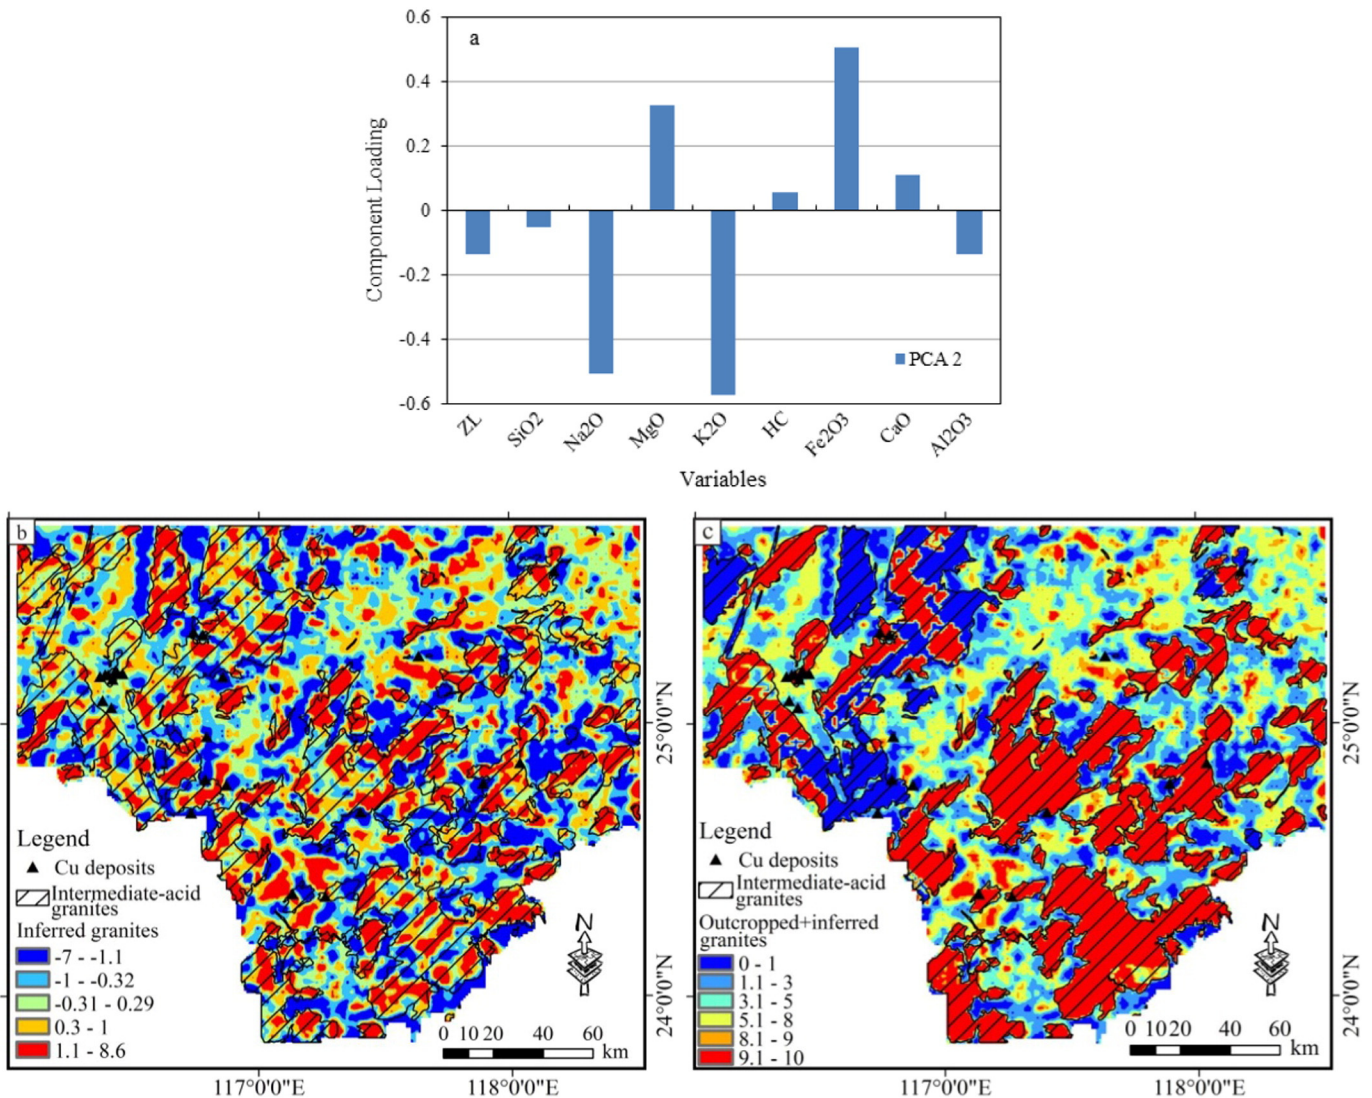 0.6
a
0.4
0.2
0
-0.2
-0.4
-0.6
Component Loading
PCA 2
ZL
SiO2
Na2O
MgO
K2O
HC
Fe2O3
CaO
Al2O3
Variables
b
Legend
Cu deposits
Intermediate-acid
granites
Inferred granites
-7 - -1.1
-1 - -0.32
-0.31 - 0.29
0.3 - 1
1.1 - 8.6
N
0 10 20 40 60
km
25°0'0"N
24°0'0"N
117°0'0"E
118°0'0"E
c
Legend
Cu deposits
Intermediate-acid
granites
Outcropped+inferred
granites
0 - 1
1.1 - 3
3.1 - 5
5.1 - 8
8.1 - 9
9.1 - 10
N
0 10 20 40 60
km
25°0'0"N
24°0'0"N
117°0'0"E
118°0'0"E